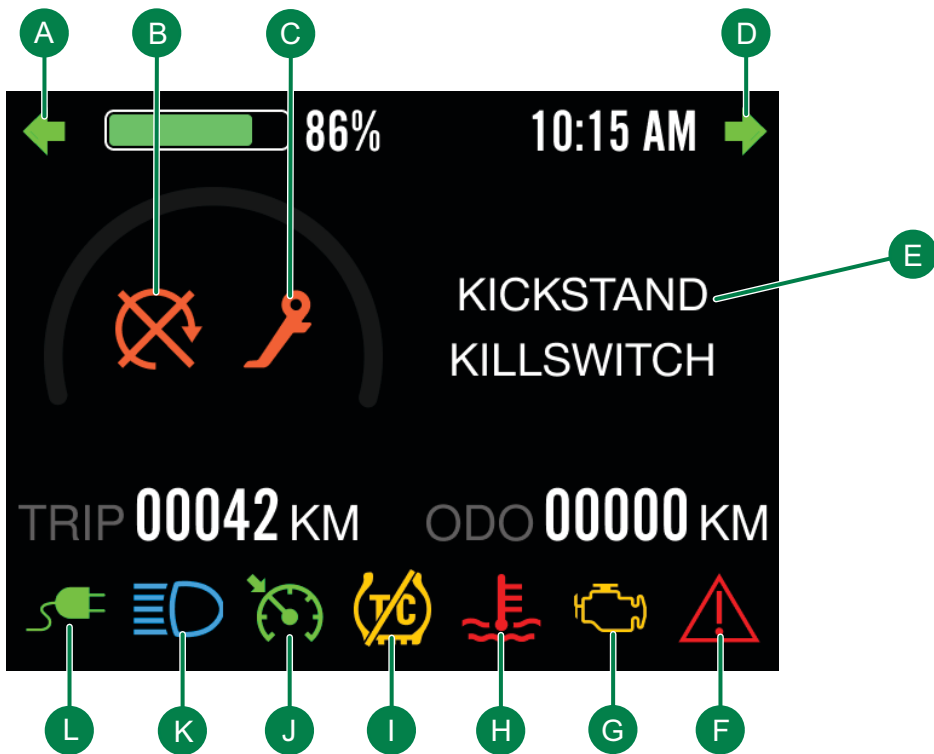 A B C D
86% 10:15 AM
E
KICKSTAND
KILLSWITCH
TRIP 00042 KM ODO 00000 KM
T/C
L K J I H G F